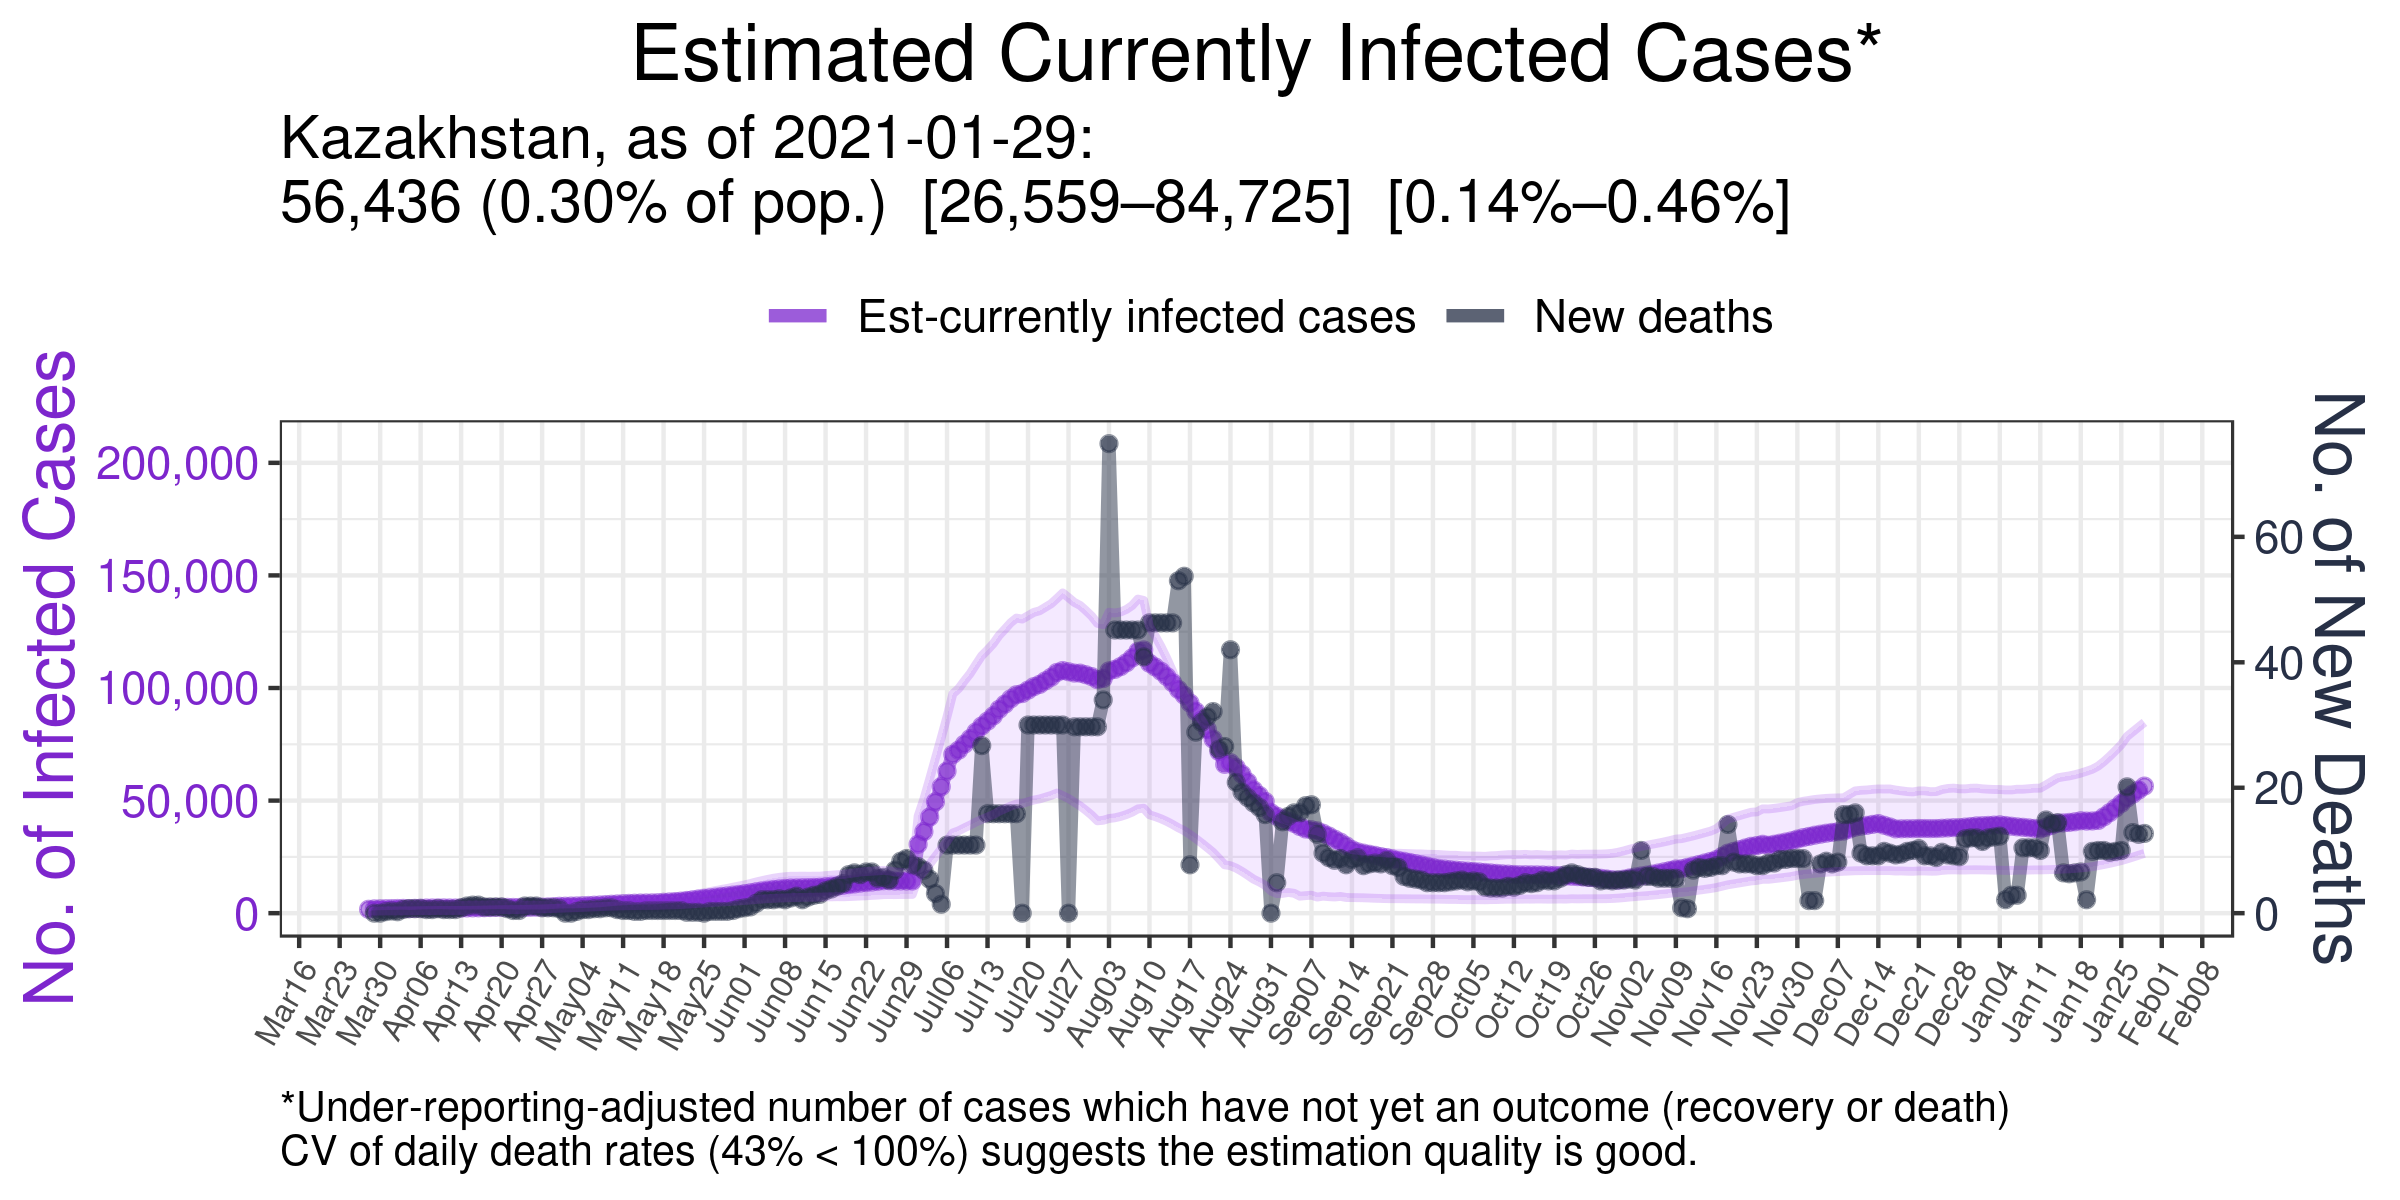 Estimated Currently Infected Cases*
Kazakhstan, as of 2021-01-29:
56,436 (0.30% of pop.) [26,559–84,725] [0.14%–0.46%]
Est-currently infected cases
New deaths
No. of Infected Cases
200,000
150,000
100,000
50,000
0
No. of New Deaths
60
40
20
0
Mar16
Mar23
Mar30
Apr06
Apr13
Apr20
Apr27
May04
May11
May18
May25
Jun01
Jun08
Jun15
Jun22
Jun29
Jul06
Jul13
Jul20
Jul27
Aug03
Aug10
Aug17
Aug24
Aug31
Sep07
Sep14
Sep21
Sep28
Oct05
Oct12
Oct19
Oct26
Nov02
Nov09
Nov16
Nov23
Nov30
Dec07
Dec14
Dec21
Dec28
Jan04
Jan11
Jan18
Jan25
Feb01
Feb08
*Under-reporting-adjusted number of cases which have not yet an outcome (recovery or death)
CV of daily death rates (43% < 100%) suggests the estimation quality is good.